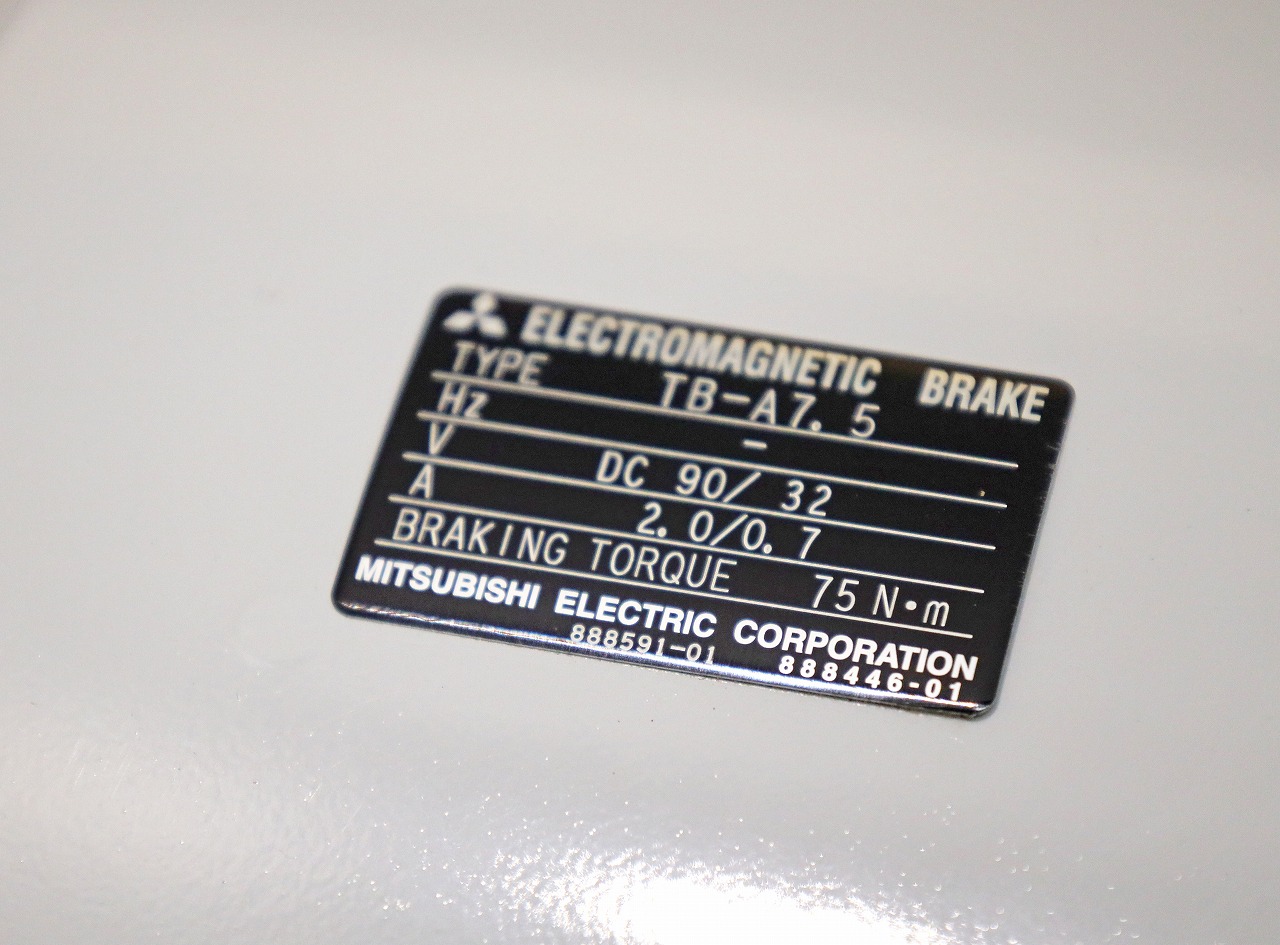 ELECTROMAGNETIC BRAKE
TYPE TB-A7.5
Hz -
V DC 90/ 32
A 2.0/0.7
BRAKING TORQUE 75 N·m
MITSUBISHI ELECTRIC CORPORATION
888591-01 888446-01